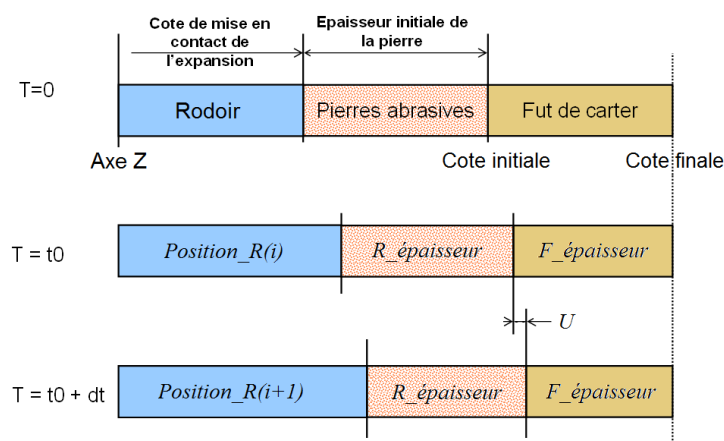 Cote de mise en
contact de
l'expansion
Epaisseur initiale de
la pierre
T=0
Rodoir
Pierres abrasives
Fut de carter
Axe Z
Cote initiale
Cote finale
T = t0
Position_R(i)
R_épaisseur
F_épaisseur
U
T = t0 + dt
Position_R(i+1)
R_épaisseur
F_épaisseur